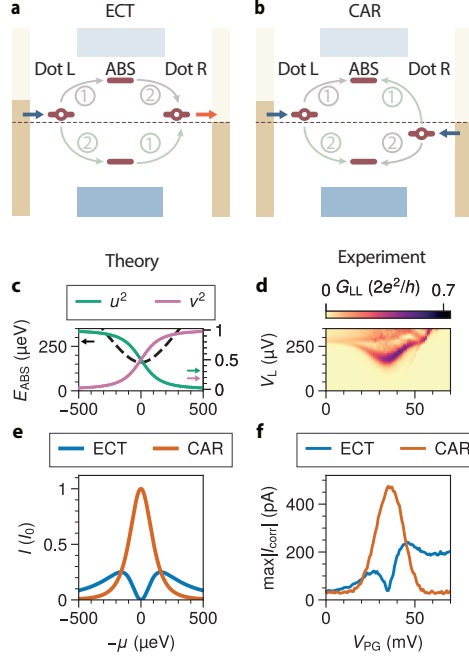 a ECT
b CAR
Dot L ABS Dot R
Dot L ABS Dot R
1 2
1 1
2 1
2 2
Theory
Experiment
c
u² v²
E_ABS (μeV)
250
0
1
0.5
0
−500 0 500
d
0 G_LL (2e²/h) 0.7
V_L (μV)
250
0
0 50
e
ECT CAR
I (I₀)
1
0.5
0
−500 0 500
−μ (μeV)
f
ECT CAR
max|I_corr| (pA)
400
200
0
0 50
V_PG (mV)